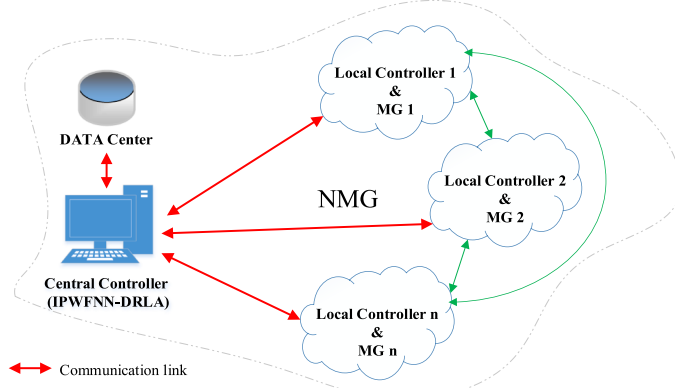 Local Controller 1
&
MG 1
DATA Center
Local Controller 2
&
MG 2
NMG
Central Controller
(IPWFNN-DRLA)
Local Controller n
&
MG n
Communication link